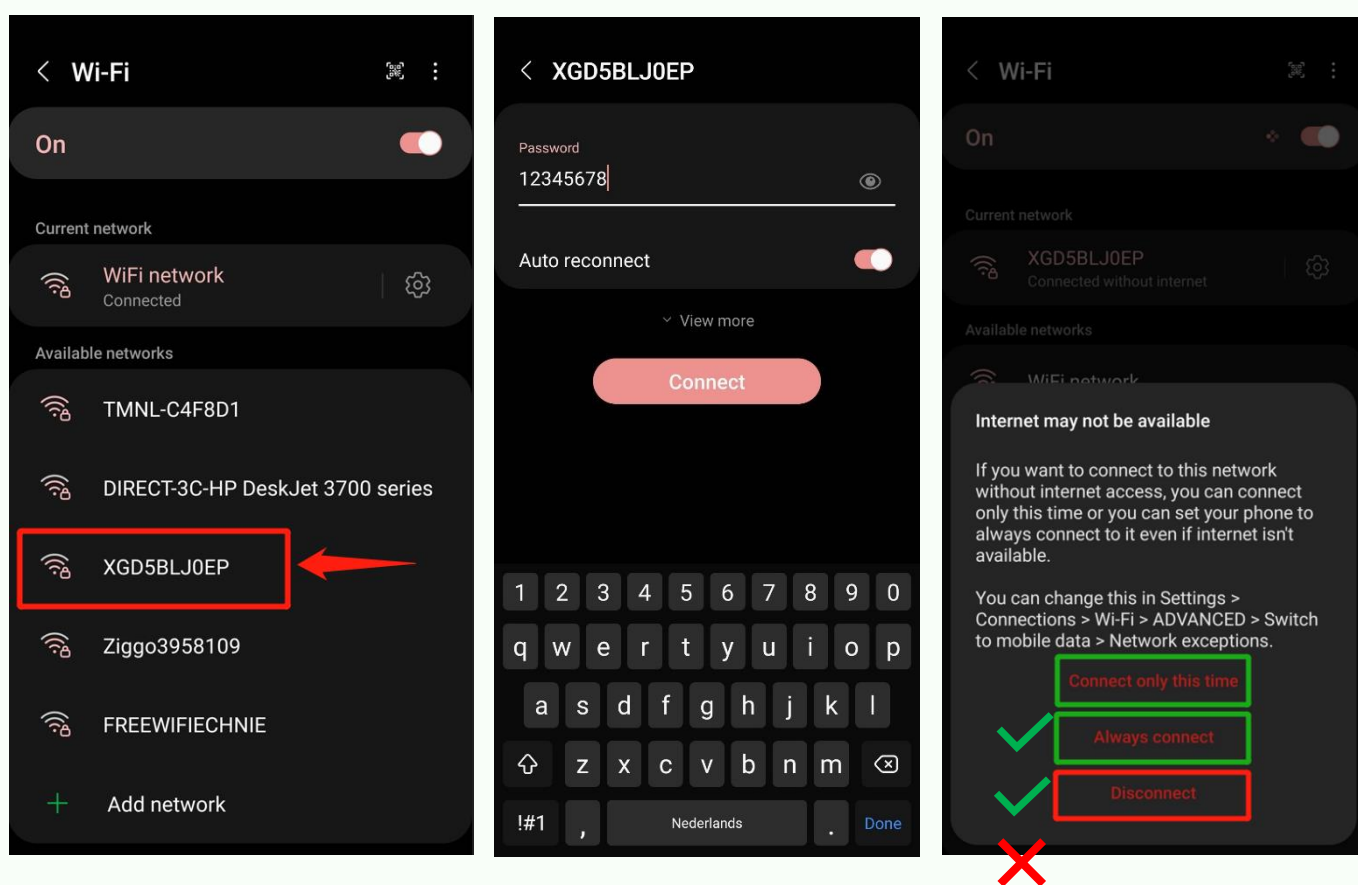 Wi-Fi
On
Current network
WiFi network
Connected
Available networks
TMNL-C4F8D1
DIRECT-3C-HP DeskJet 3700 series
XGD5BLJ0EP
Ziggo3958109
FREEWIFIECHNIE
+ Add network
XGD5BLJ0EP
Password
12345678
Auto reconnect
View more
Connect
1 2 3 4 5 6 7 8 9 0
q w e r t y u i o p
a s d f g h j k l
z x c v b n m
!#1 , Nederlands . Done
Wi-Fi
On
Current network
XGD5BLJ0EP
Connected without internet
Available networks
WiFi network
Internet may not be available
If you want to connect to this network
without internet access, you can connect
only this time or you can set your phone to
always connect to it even if internet isn't
available.
You can change this in Settings >
Connections > Wi-Fi > ADVANCED > Switch
to mobile data > Network exceptions.
Connect only this time
Always connect
Disconnect